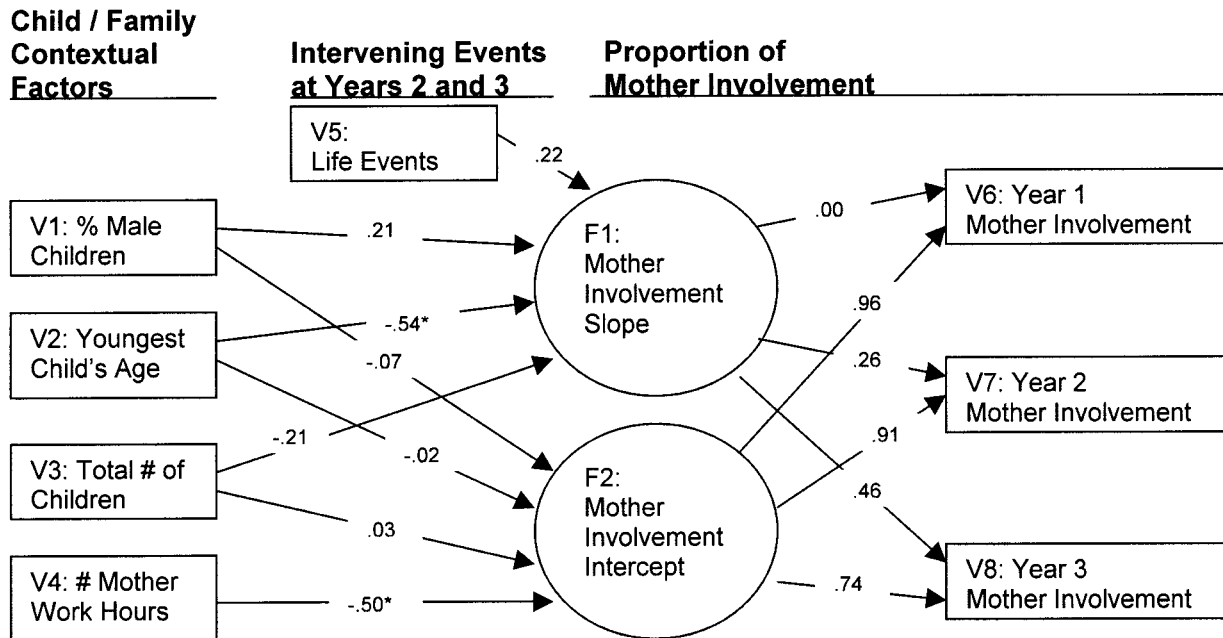 Child / Family
Contextual
Factors
Intervening Events
at Years 2 and 3
Proportion of
Mother Involvement
V5:
Life Events
.22
V1: % Male
Children
.21
-.07
V2: Youngest
Child's Age
-.54*
-.02
V3: Total # of
Children
-.21
.03
V4: # Mother
Work Hours
-.50*
F1:
Mother
Involvement
Slope
F2:
Mother
Involvement
Intercept
.00
.96
.26
.91
.46
.74
V6: Year 1
Mother Involvement
V7: Year 2
Mother Involvement
V8: Year 3
Mother Involvement